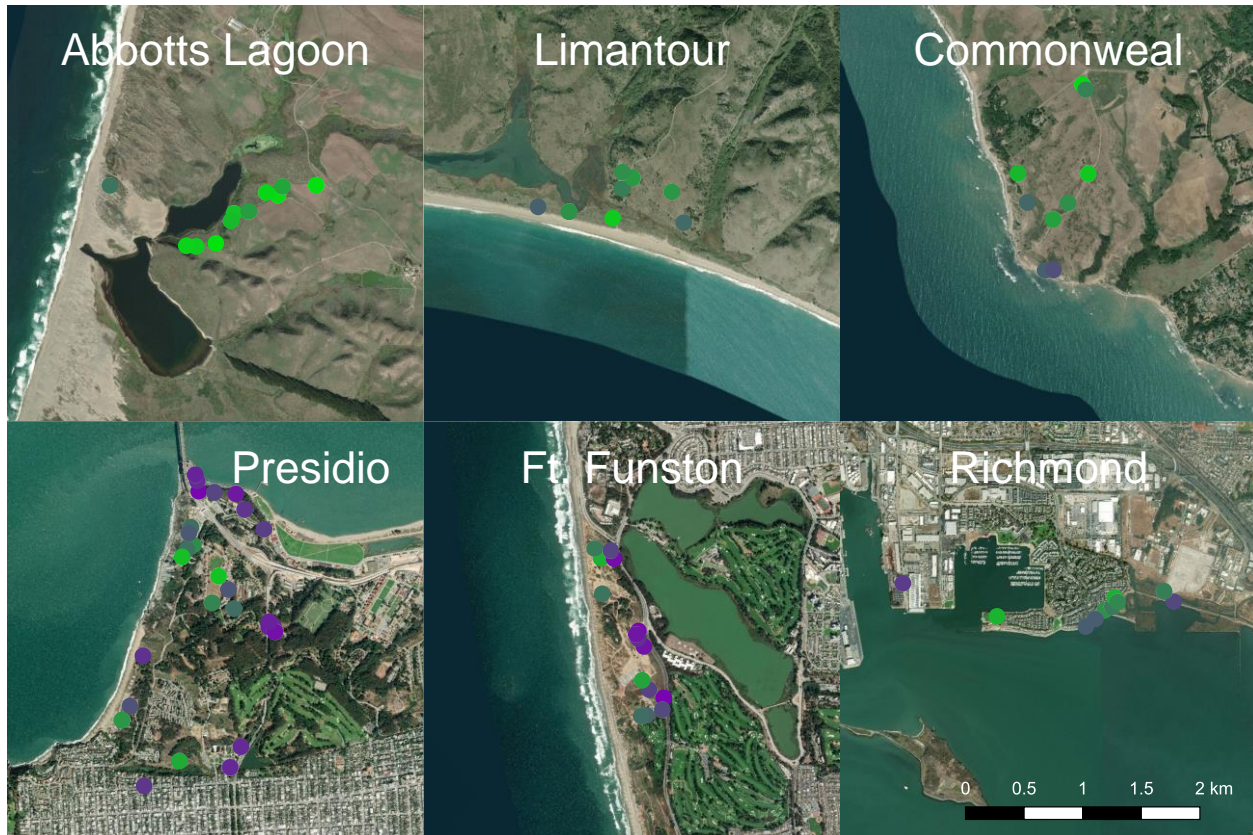 Abbotts Lagoon
Limantour
Commonweal
Presidio
Ft. Funston
Richmond
0 0.5 1 1.5 2 km